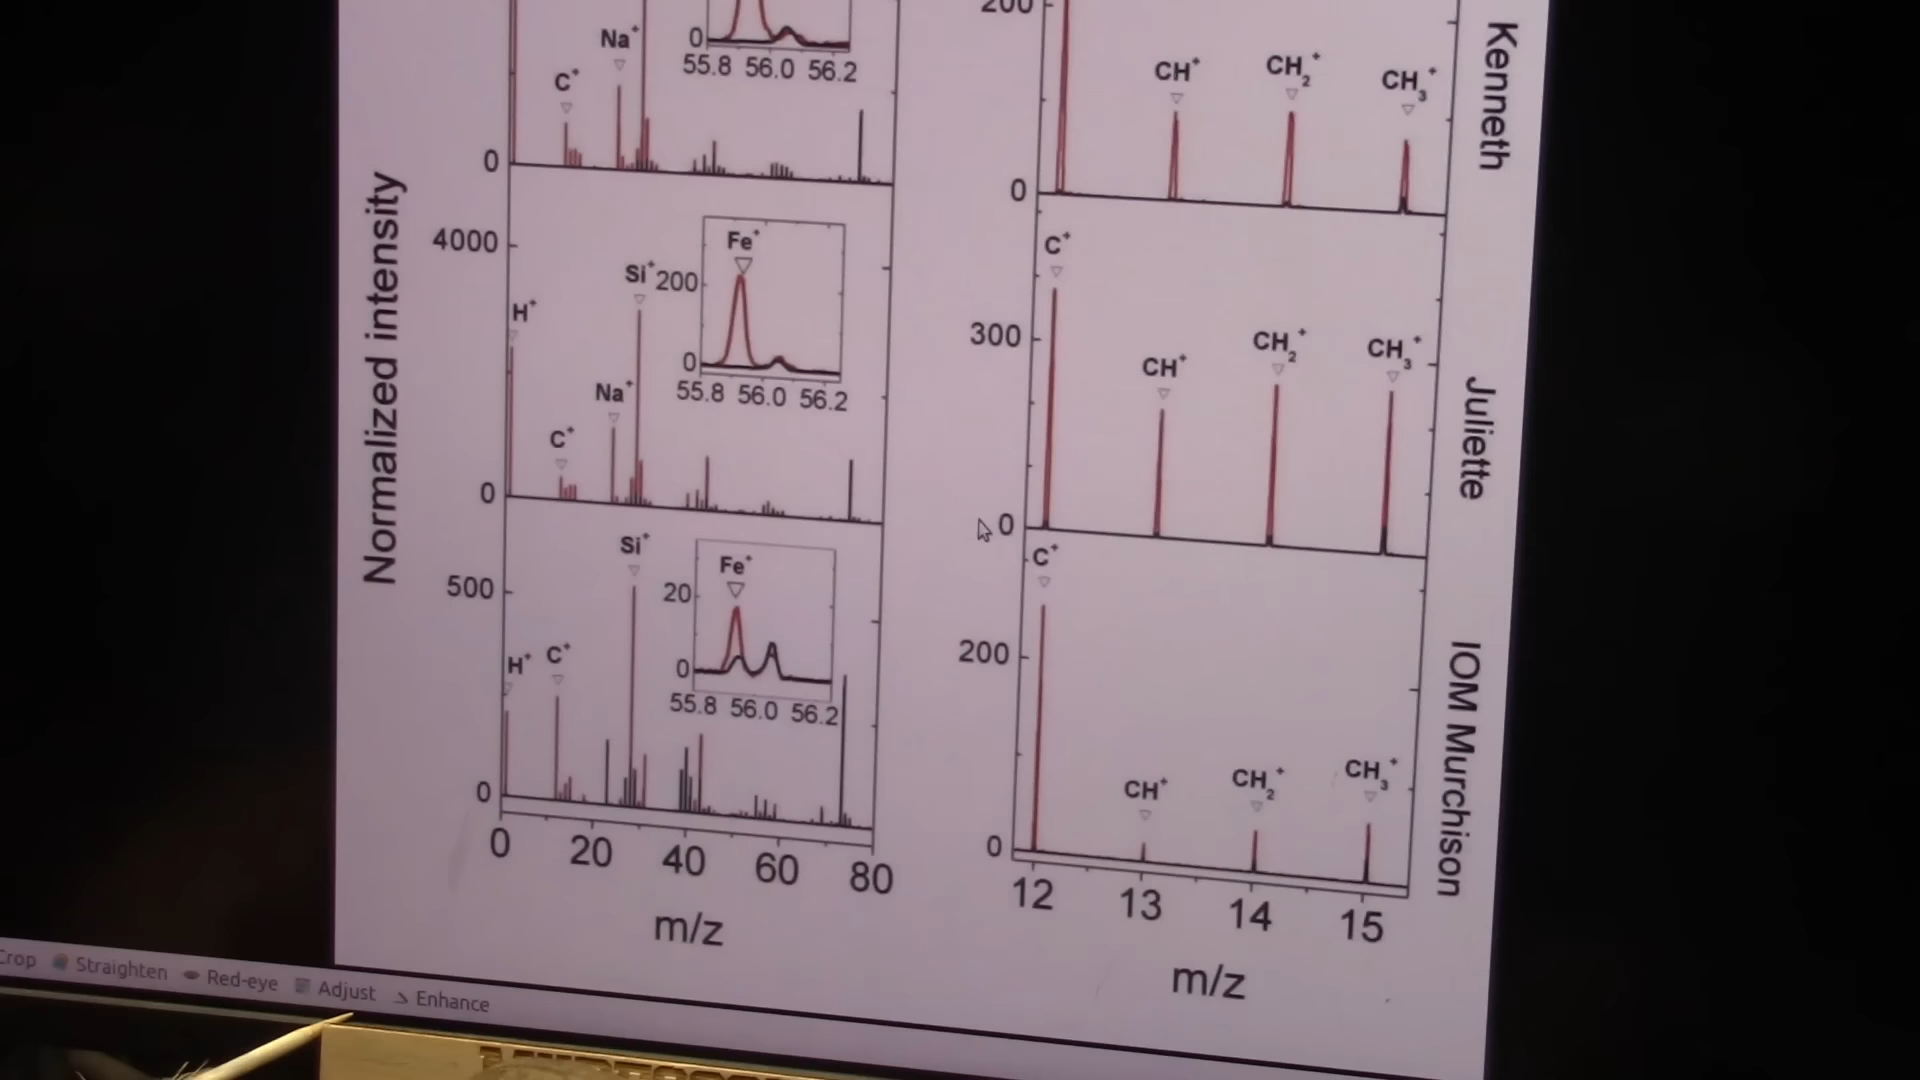 Normalized intensity
0
C⁺
Na⁺
0
55.8 56.0 56.2
4000
0
H⁺
C⁺
Na⁺
Si⁺
Fe⁺
200
0
55.8 56.0 56.2
500
0
H⁺
C⁺
Si⁺
Fe⁺
20
0
55.8 56.0 56.2
0 20 40 60 80
m/z
200
0
CH⁺
CH₂⁺
CH₃⁺
Kenneth
300
0
C⁺
CH⁺
CH₂⁺
CH₃⁺
Juliette
200
0
C⁺
CH⁺
CH₂⁺
CH₃⁺
IOM Murchison
12 13 14 15
m/z
Crop Straighten Red-eye Adjust Enhance